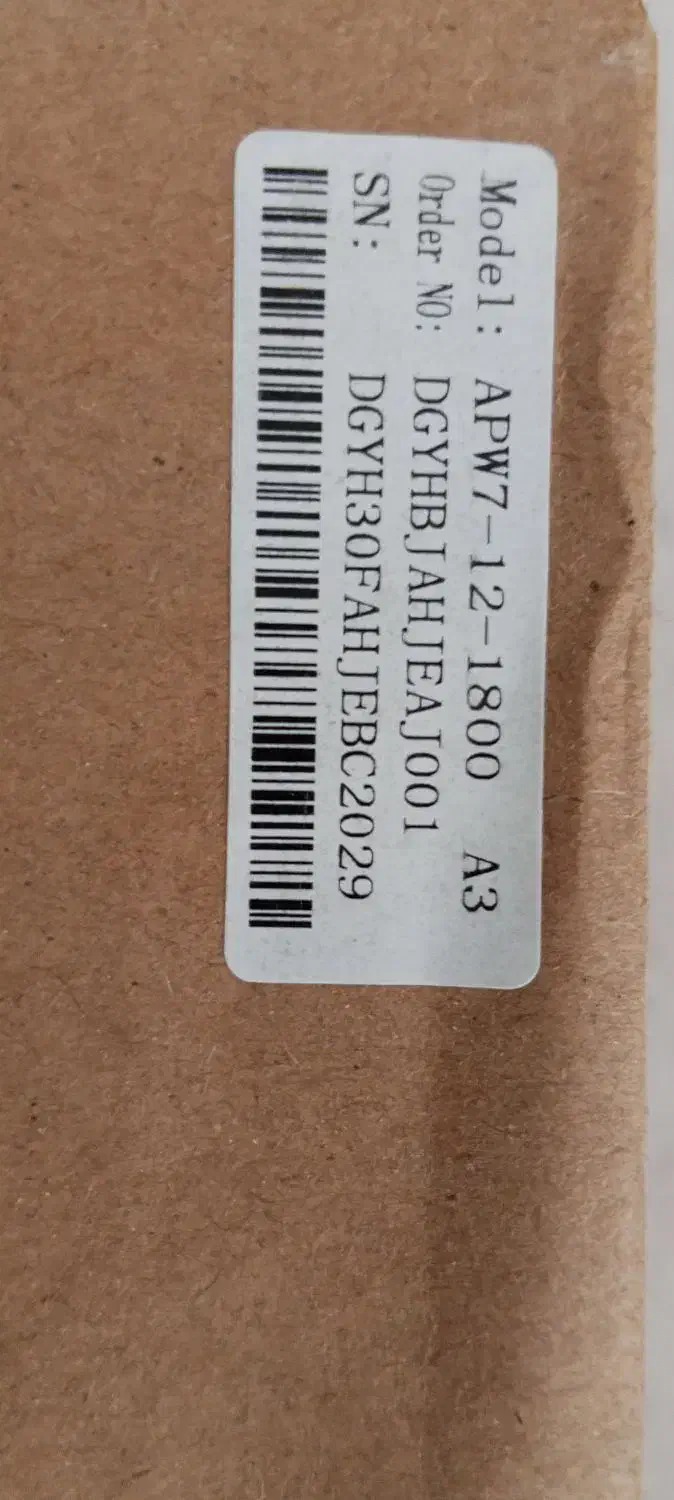 Model: APW7-12-1800 A3
Order NO: DGYHBJAHJEAJ001
SN: DGYH30FAHJEBC2029